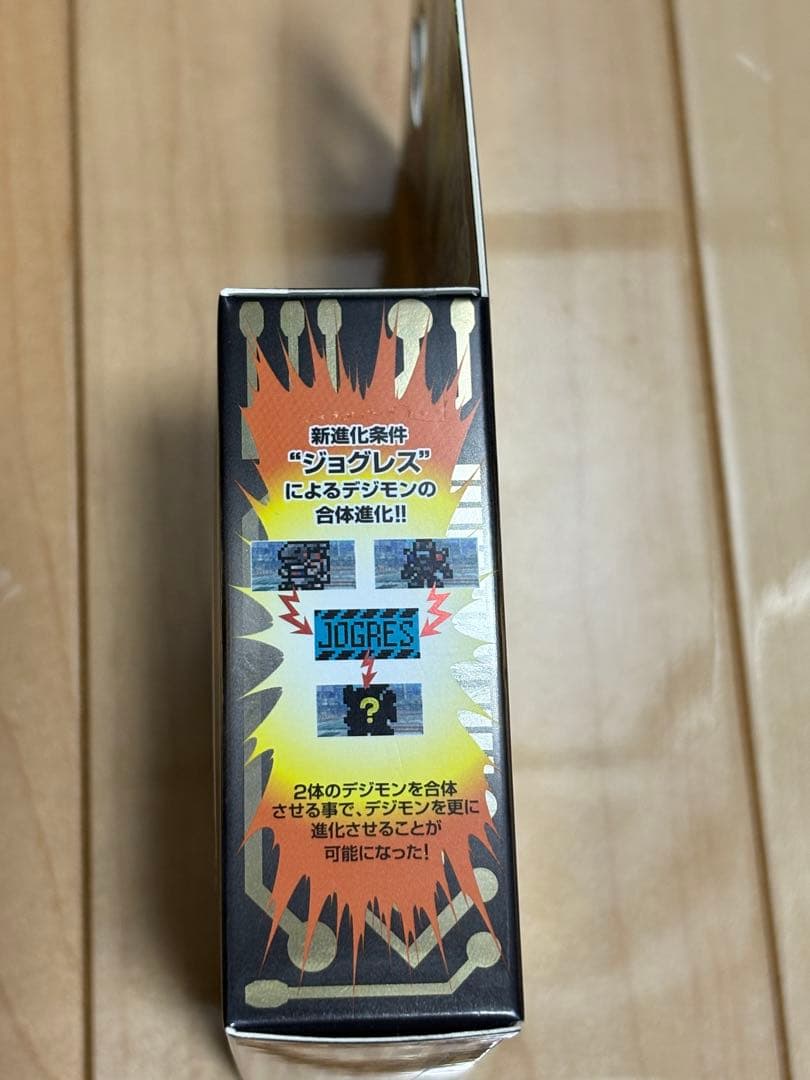 新進化条件
“ジョグレス”
によるデジモンの
合体進化!!
JOGRES
?
2体のデジモンを合体
させる事で、デジモンを更に
進化させることが
可能になった!